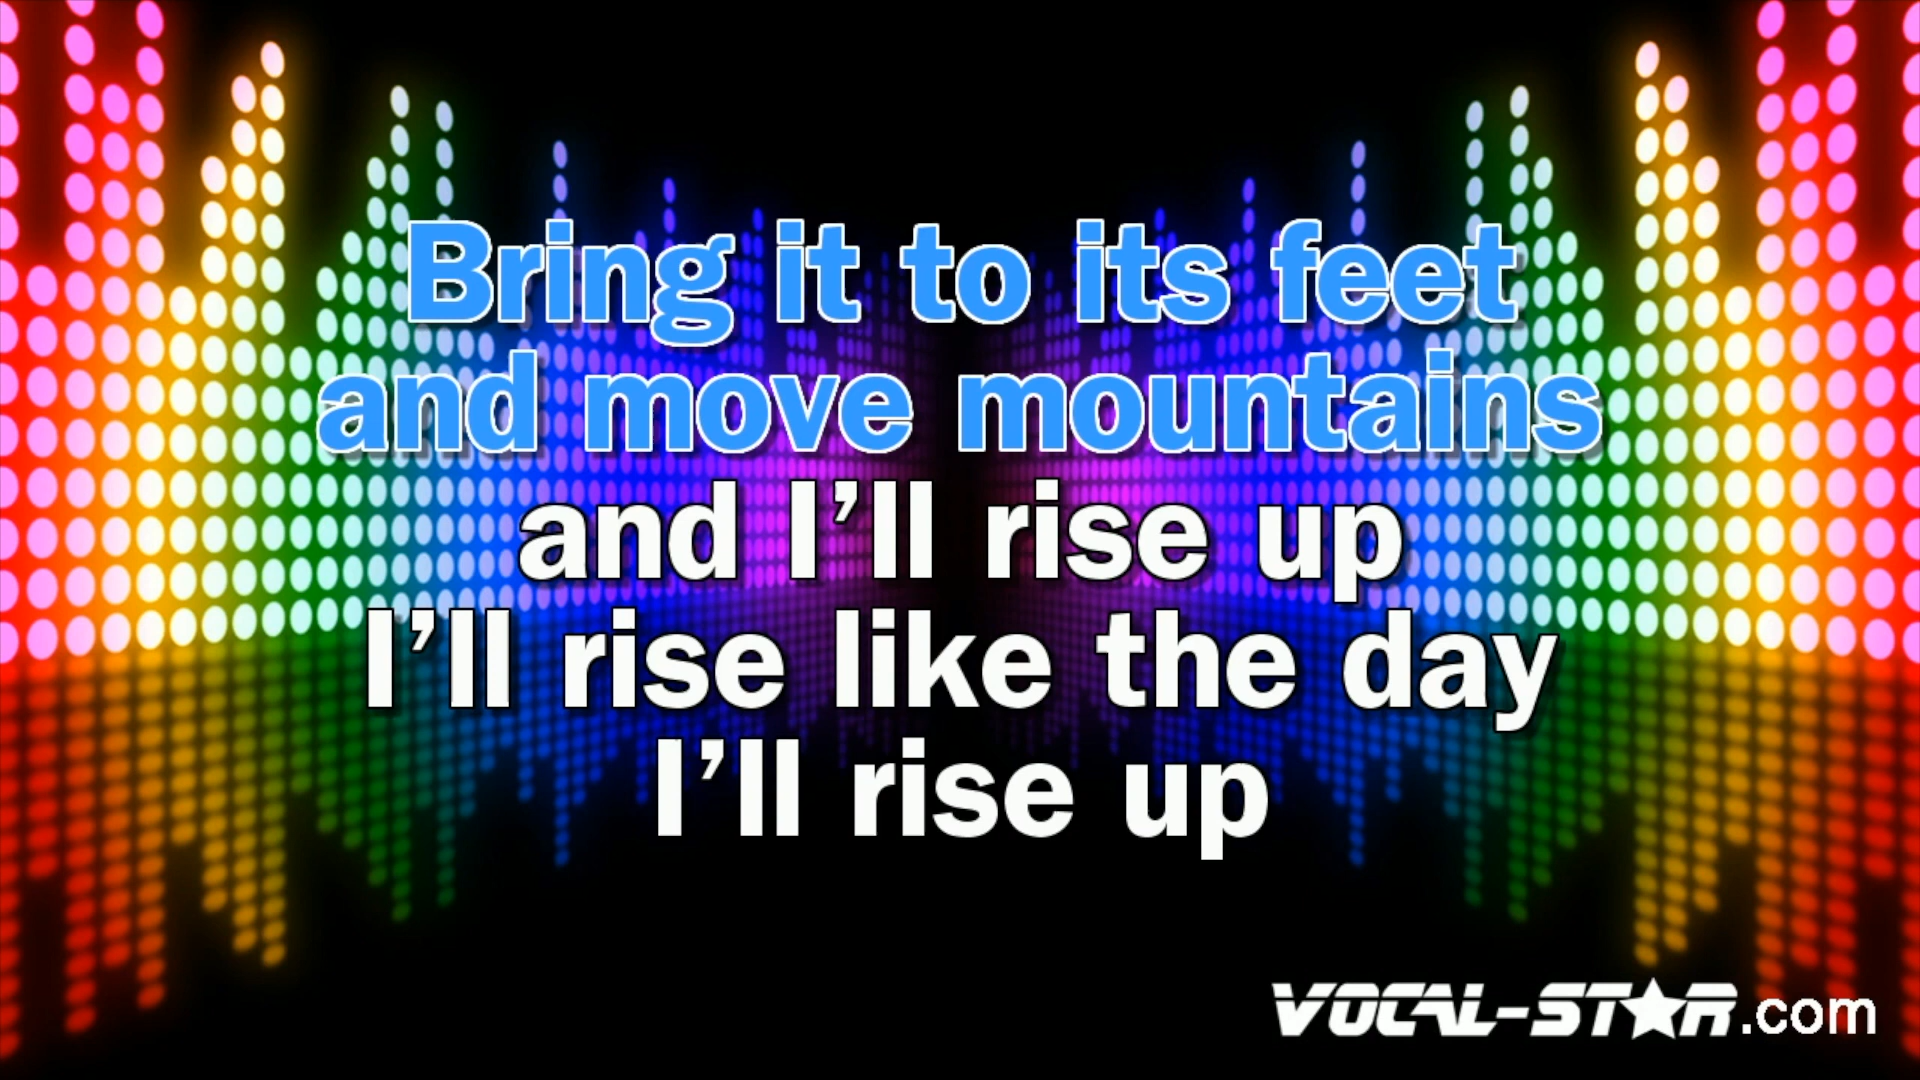 Bring it to its feet
and move mountains
and I’ll rise up
I’ll rise like the day
I’ll rise up
VOCAL-STAR.com